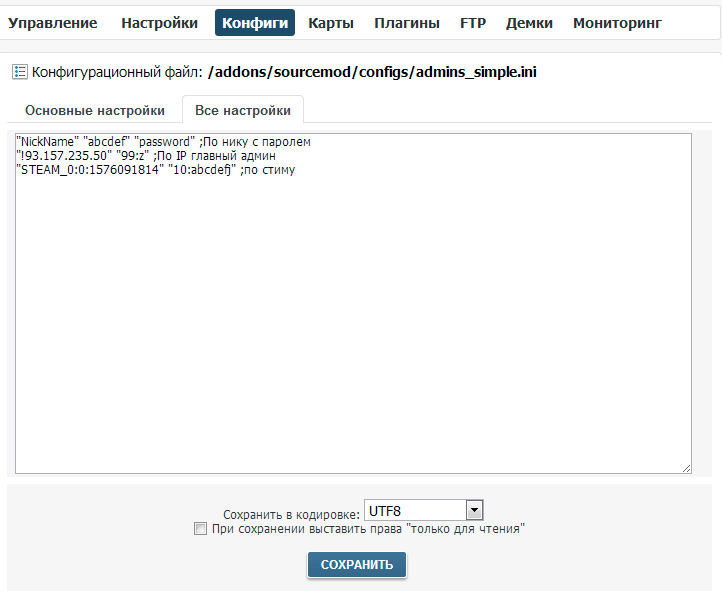 Управление Настройки Конфиги Карты Плагины FTP Демки Мониторинг
Конфигурационный файл: /addons/sourcemod/configs/admins_simple.ini
Основные настройки Все настройки
"NickName" "abcdef" "password" ;По нику с паролем
"!93.157.235.50" "99:z" ;По IP главный админ
"STEAM_0:0:1576091814" "10:abcdefj" ;по стиму
Сохранить в кодировке: UTF8
При сохранении выставить права "только для чтения"
СОХРАНИТЬ